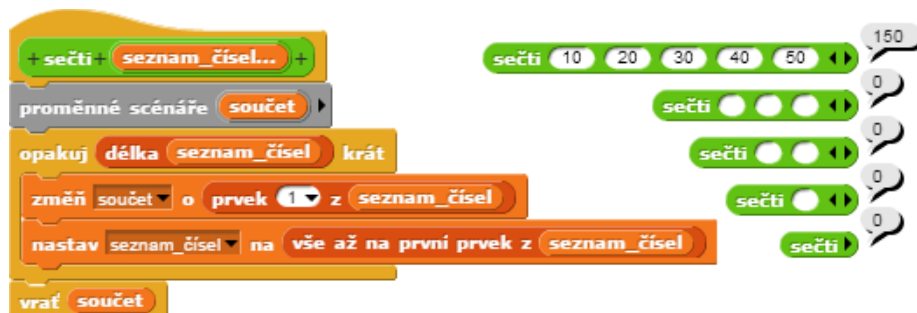 + sečti + seznam_čísel... +
proměnné scénáře součet
opakuj délka seznam_čísel krát
změň součet o prvek 1 z seznam_čísel
nastav seznam_čísel na vše až na první prvek z seznam_čísel
vrať součet
150
sečti 10 20 30 40 50
0
sečti
0
sečti
0
sečti
0
sečti